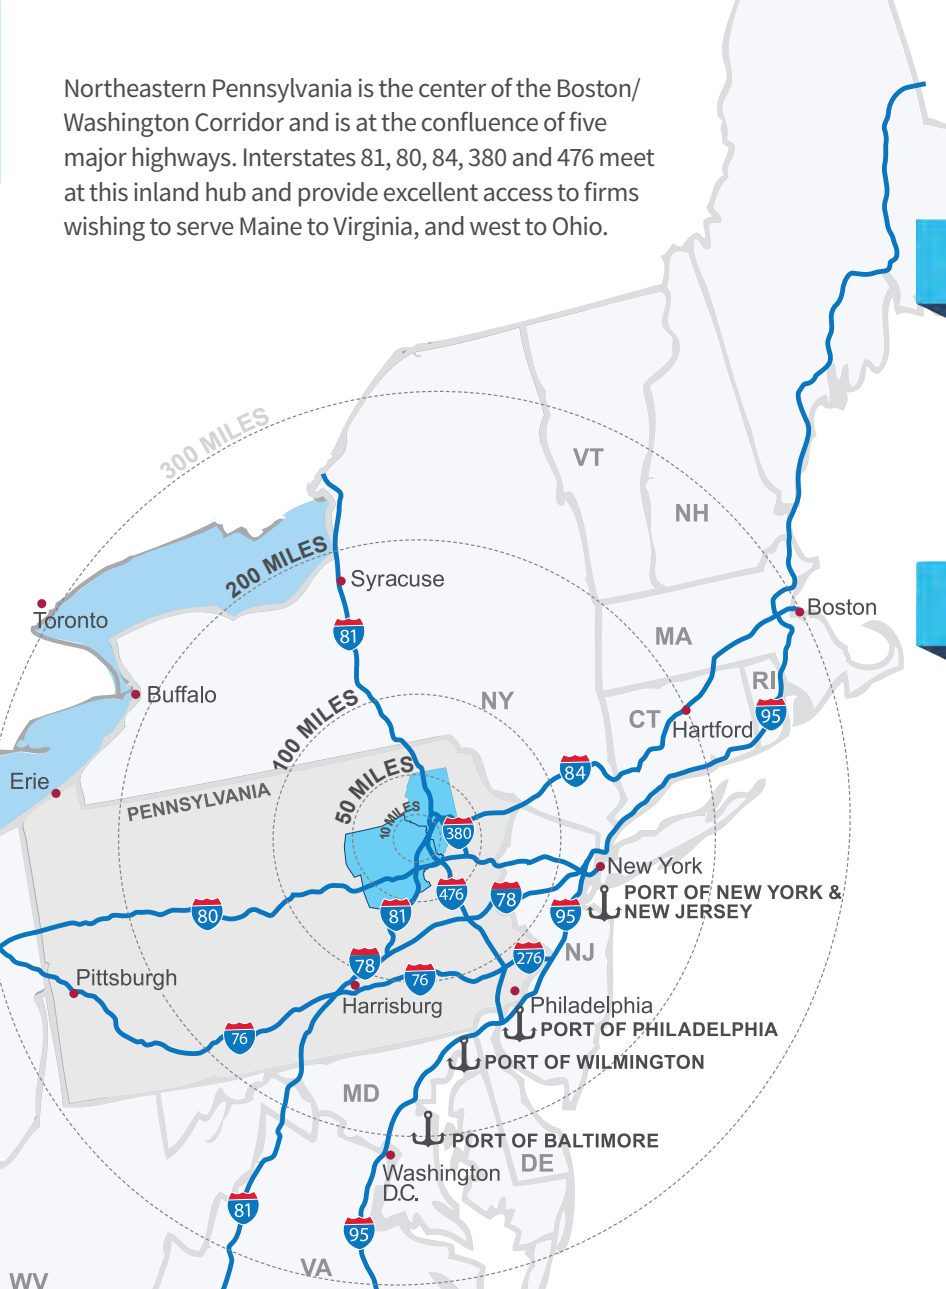 Northeastern Pennsylvania is the center of the Boston/
Washington Corridor and is at the confluence of five
major highways. Interstates 81, 80, 84, 380 and 476 meet
at this inland hub and provide excellent access to firms
wishing to serve Maine to Virginia, and west to Ohio.
300 MILES
VT
NH
200 MILES
Syracuse
Toronto
Boston
81
MA
Buffalo
NY
RI
100 MILES
CT
95
Hartford
84
50 MILES
Erie
PENNSYLVANIA
10 MILES
380
New York
476
78
PORT OF NEW YORK &
NEW JERSEY
80
81
95
NJ
276
78
76
Pittsburgh
Harrisburg
Philadelphia
PORT OF PHILADELPHIA
76
PORT OF WILMINGTON
MD
PORT OF BALTIMORE
DE
Washington
D.C.
81
95
VA
WV